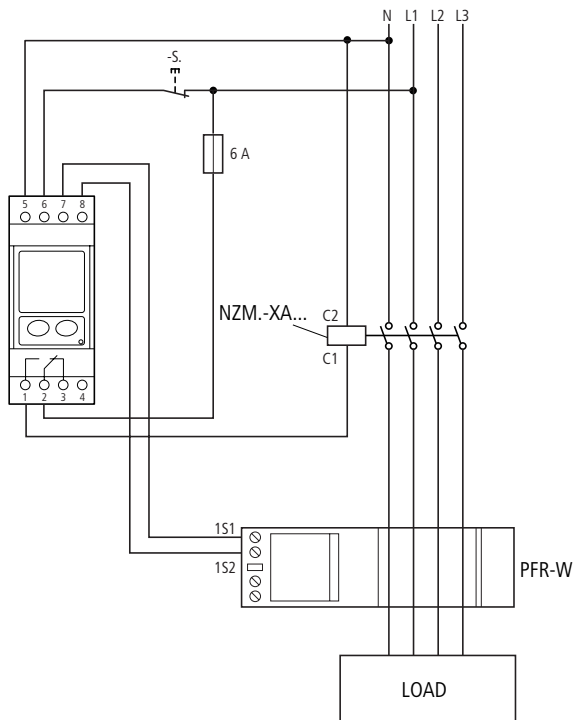 N L1 L2 L3
-S.
6 A
5 6 7 8
NZM.-XA...
C2
C1
1 2 3 4
1S1
1S2
PFR-W
LOAD